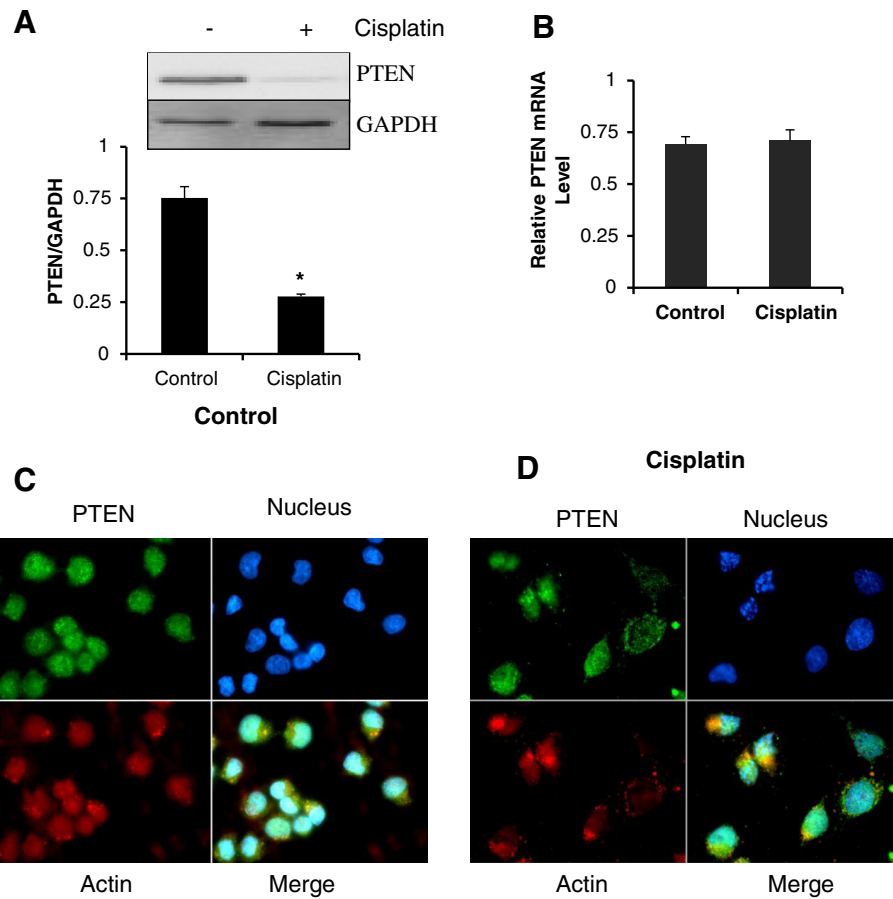 A
- + Cisplatin
PTEN
GAPDH
PTEN/GAPDH
1
0.75
0.5
0.25
0
*
Control Cisplatin
Control
B
Relative PTEN mRNA
Level
1
0.75
0.5
0.25
0
Control Cisplatin
C
PTEN Nucleus
Actin Merge
D
Cisplatin
PTEN Nucleus
Actin Merge